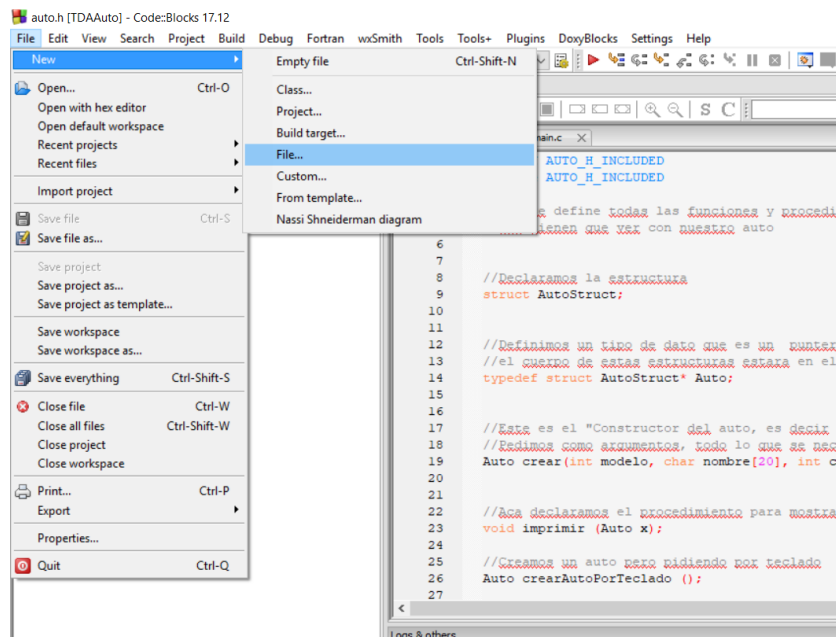 auto.h [TDAAuto] - Code::Blocks 17.12
File Edit View Search Project Build Debug Fortran wxSmith Tools Tools+ Plugins DoxyBlocks Settings Help
New
Open... Ctrl-O
Open with hex editor
Open default workspace
Recent projects
Recent files
Import project
Save file Ctrl-S
Save file as...
Save project
Save project as...
Save project as template...
Save workspace
Save workspace as...
Save everything Ctrl-Shift-S
Close file Ctrl-W
Close all files Ctrl-Shift-W
Close project
Close workspace
Print... Ctrl-P
Export
Properties...
Quit Ctrl-Q
Empty file Ctrl-Shift-N
Class...
Project...
Build target...
File...
Custom...
From template...
Nassi Shneiderman diagram
S C
main.c
AUTO_H_INCLUDED
AUTO_H_INCLUDED
define todas las funciones y procedi
tienen que ver con nuestro auto
6
7
8 //Declaramos la estructura
9 struct AutoStruct;
10
11
12 //Definimos un tipo de dato que es un punter
13 //el cuerpo de estas estructuras estara en el
14 typedef struct AutoStruct* Auto;
15
16
17 //Este es el "Constructor del auto, es decir
18 //Pedimos como argumentos, todo lo que se nec
19 Auto crear(int modelo, char nombre[20], int c
20
21
22 //Aca declaramos el procedimiento para mostra
23 void imprimir (Auto x);
24
25 //Creamos un auto pero pidiendo por teclado
26 Auto crearAutoPorTeclado ();
27
Logs & others